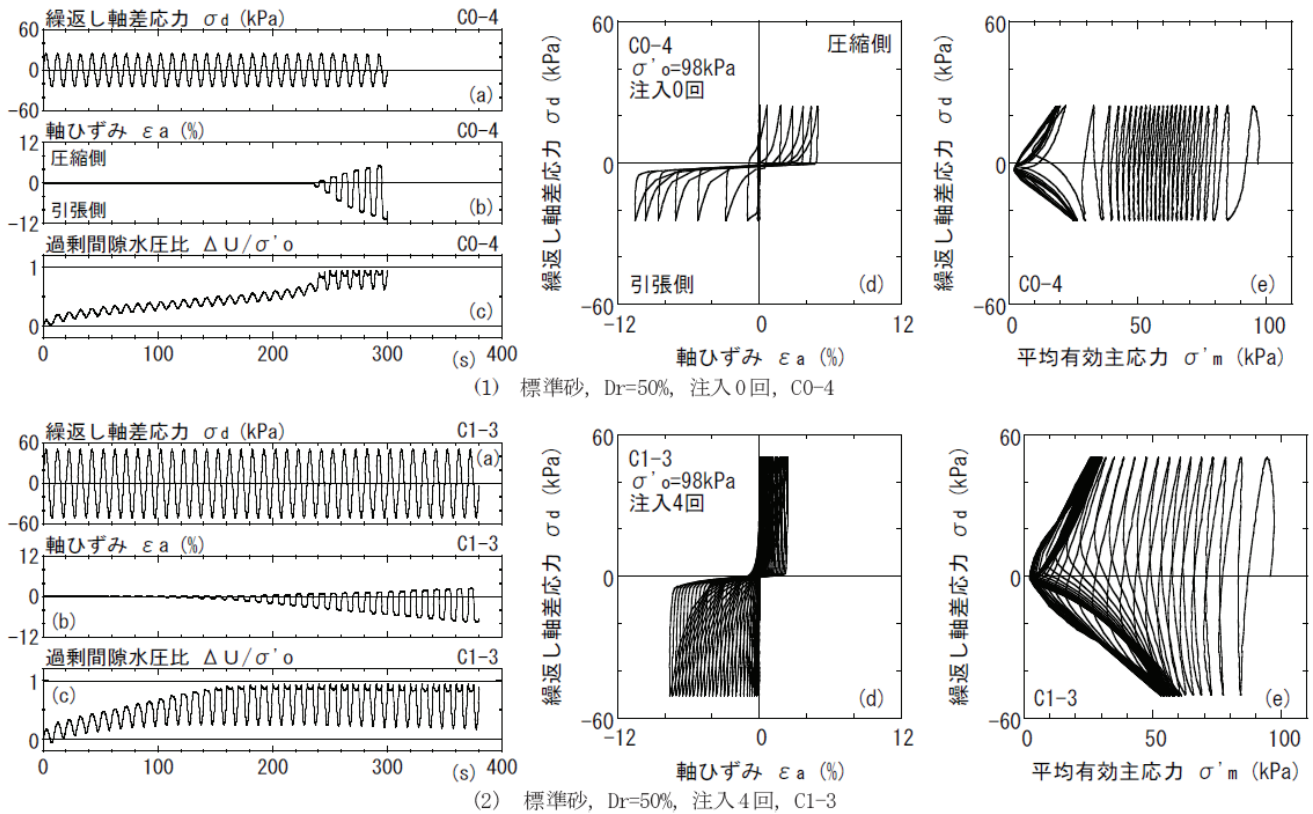 繰返し軸差応力 σd (kPa) C0-4
60
0
-60
(a)
軸ひずみ εa (%) C0-4
12
圧縮側
0
引張側
-12
(b)
過剰間隙水圧比 ΔU/σ'o C0-4
1
0
(c)
0 100 200 300 (s) 400
繰返し軸差応力 σd (kPa)
60
0
-60
C0-4
σ'o=98kPa
注入0回
圧縮側
引張側
(d)
-12 0 12
軸ひずみ εa (%)
繰返し軸差応力 σd (kPa)
60
0
-60
C0-4
(e)
0 50 100
平均有効主応力 σ'm (kPa)
(1) 標準砂, Dr=50%, 注入0回, C0-4
繰返し軸差応力 σd (kPa) C1-3
60
0
-60
(a)
軸ひずみ εa (%) C1-3
12
0
-12
(b)
過剰間隙水圧比 ΔU/σ'o C1-3
1
0
(c)
0 100 200 300 (s) 400
繰返し軸差応力 σd (kPa)
60
0
-60
C1-3
σ'o=98kPa
注入4回
(d)
-12 0 12
軸ひずみ εa (%)
繰返し軸差応力 σd (kPa)
60
0
-60
C1-3
(e)
0 50 100
平均有効主応力 σ'm (kPa)
(2) 標準砂, Dr=50%, 注入4回, C1-3